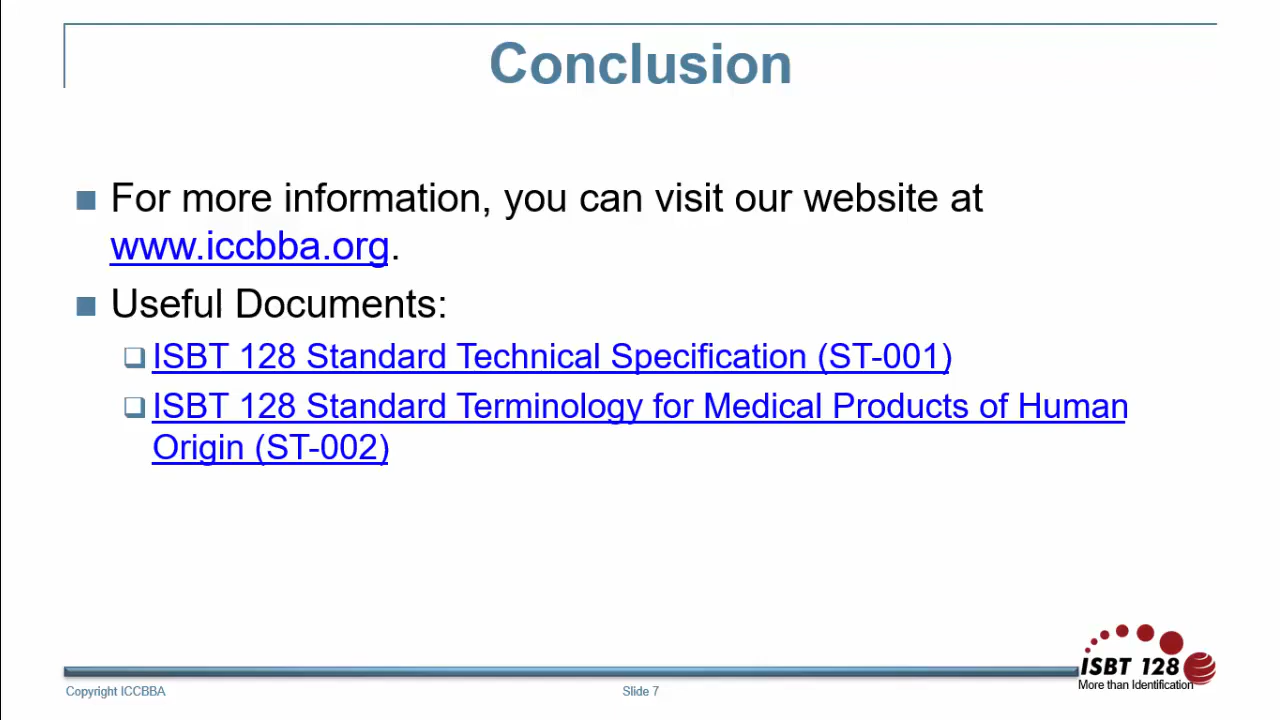 Conclusion
For more information, you can visit our website at
www.iccbba.org.
Useful Documents:
ISBT 128 Standard Technical Specification (ST-001)
ISBT 128 Standard Terminology for Medical Products of Human
Origin (ST-002)
ISBT 128
More than Identification
Copyright ICCBBA
Slide 7